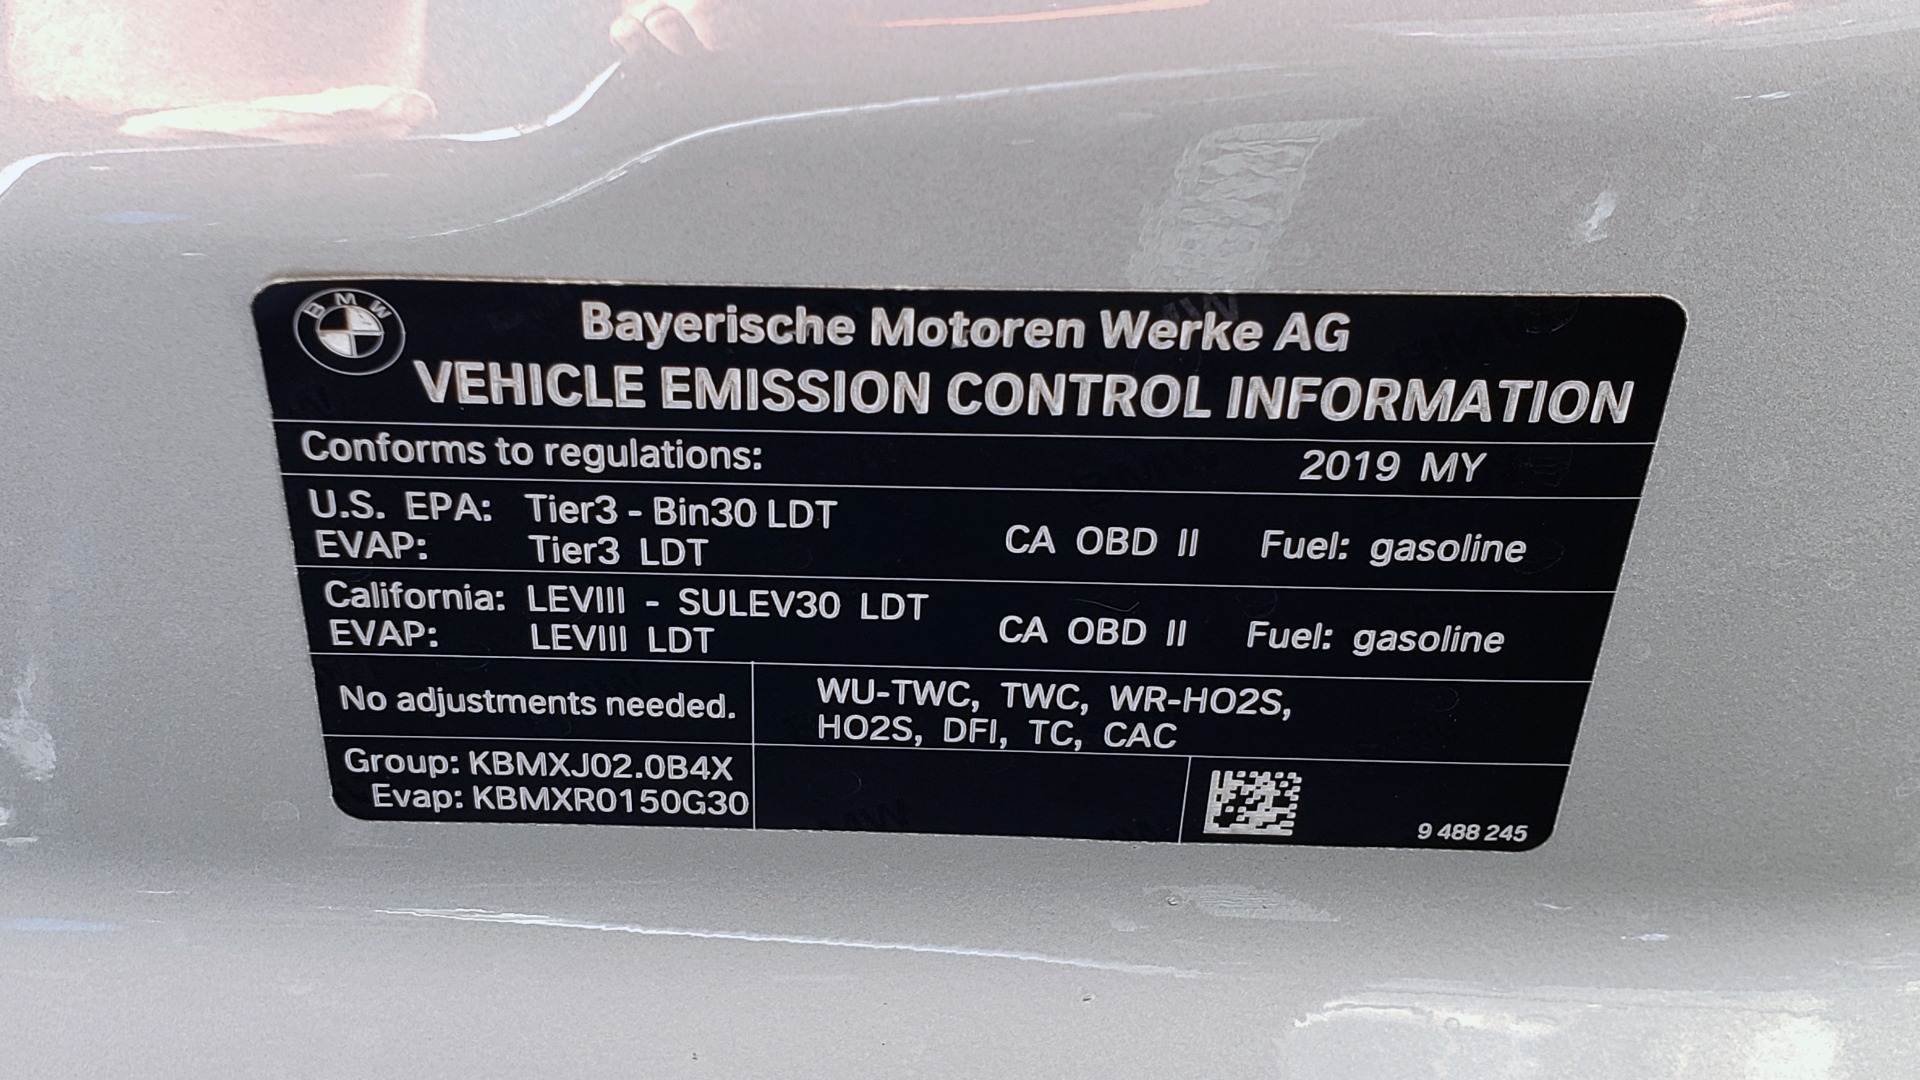 BMW
Bayerische Motoren Werke AG
VEHICLE EMISSION CONTROL INFORMATION
Conforms to regulations: 2019 MY
U.S. EPA: Tier3 - Bin30 LDT
EVAP: Tier3 LDT
CA OBD II Fuel: gasoline
California: LEVIII - SULEV30 LDT
EVAP: LEVIII LDT
CA OBD II Fuel: gasoline
No adjustments needed.
WU-TWC, TWC, WR-HO2S,
HO2S, DFI, TC, CAC
Group: KBMXJ02.0B4X
Evap: KBMXR0150G30
9 488 245